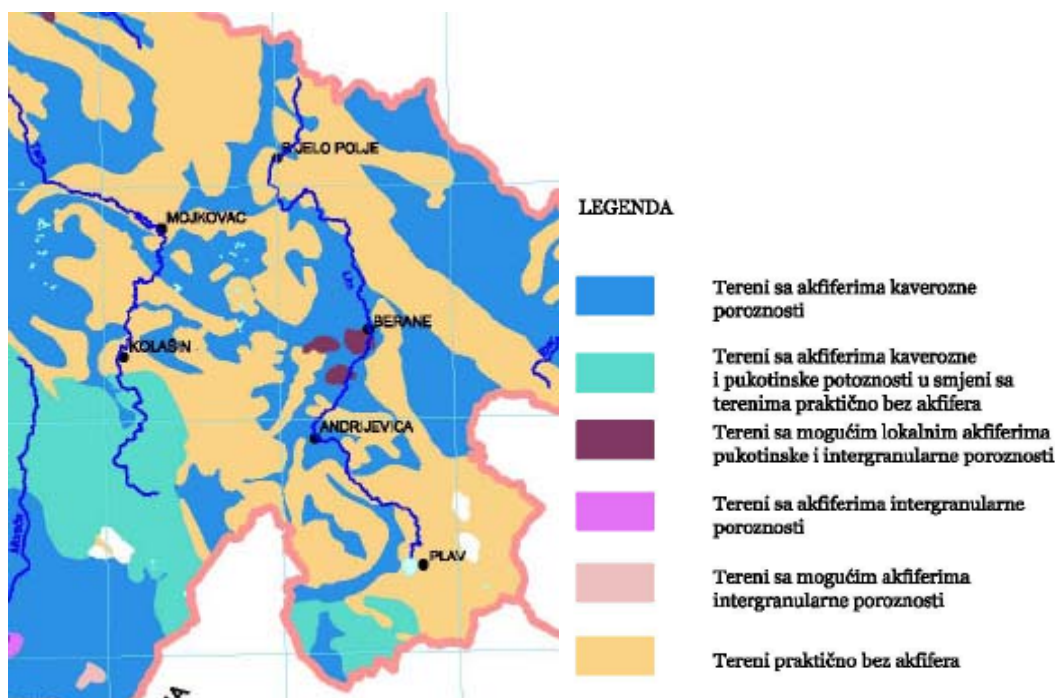 BIJELO POLJE
Tara
MOJKOVAC
Lim
BERANE
KOLAŠIN
ANDRIJEVICA
PLAV
LEGENDA
Tereni sa akfiferima kaverozne
poroznosti
Tereni sa akfiferima kaverozne
i pukotinske potoznosti u smjeni sa
terenima praktično bez akfifera
Tereni sa mogućim lokalnim akfiferima
pukotinske i intergranularne poroznosti
Tereni sa akfiferima intergranularne
poroznosti
Tereni sa mogućim akfiferima
intergranularne poroznosti
Tereni praktično bez akfifera